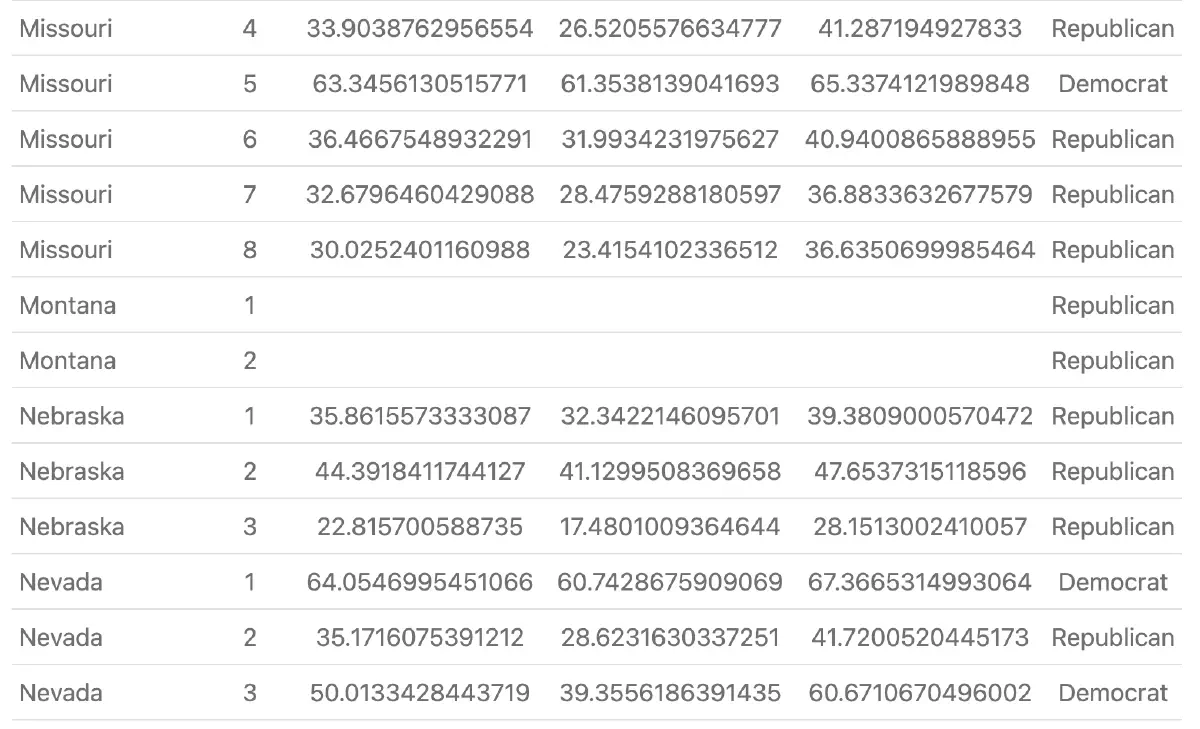 Missouri 4 33.9038762956554 26.5205576634777 41.287194927833 Republican
Missouri 5 63.3456130515771 61.3538139041693 65.3374121989848 Democrat
Missouri 6 36.4667548932291 31.9934231975627 40.9400865888955 Republican
Missouri 7 32.6796460429088 28.4759288180597 36.8833632677579 Republican
Missouri 8 30.0252401160988 23.4154102336512 36.6350699985464 Republican
Montana 1 Republican
Montana 2 Republican
Nebraska 1 35.8615573333087 32.3422146095701 39.3809000570472 Republican
Nebraska 2 44.3918411744127 41.1299508369658 47.6537315118596 Republican
Nebraska 3 22.815700588735 17.4801009364644 28.1513002410057 Republican
Nevada 1 64.0546995451066 60.7428675909069 67.3665314993064 Democrat
Nevada 2 35.1716075391212 28.6231630337251 41.7200520445173 Republican
Nevada 3 50.0133428443719 39.3556186391435 60.6710670496002 Democrat